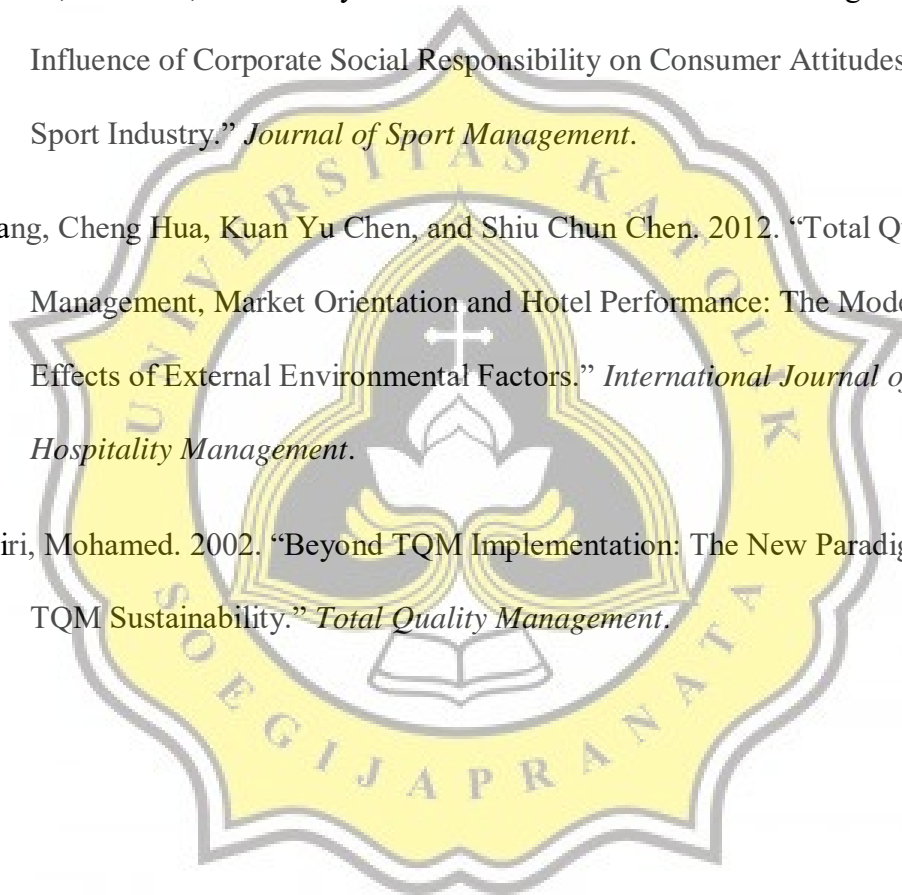 Influence of Corporate Social Responsibility on Consumer Attitudes
Sport Industry.” Journal of Sport Management.
ang, Cheng Hua, Kuan Yu Chen, and Shiu Chun Chen. 2012. “Total Q
Management, Market Orientation and Hotel Performance: The Mode
Effects of External Environmental Factors.” International Journal of
Hospitality Management.
iri, Mohamed. 2002. “Beyond TQM Implementation: The New Paradig
TQM Sustainability.” Total Quality Management.
UNIVERSITAS KATOLIK
SOEGIJAPRANATA